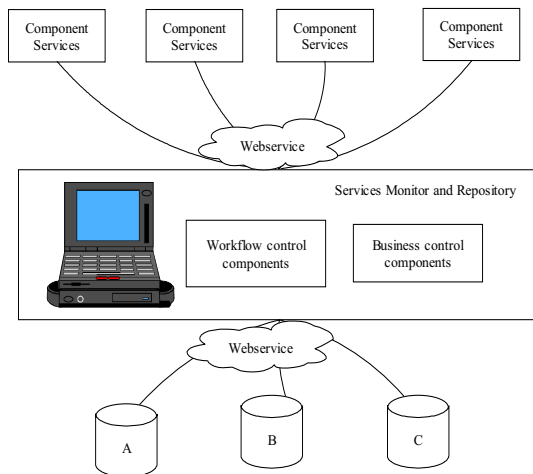 Component
Services
Component
Services
Component
Services
Component
Services
Webservice
Services Monitor and Repository
Workflow control
components
Business control
components
Webservice
A
B
C